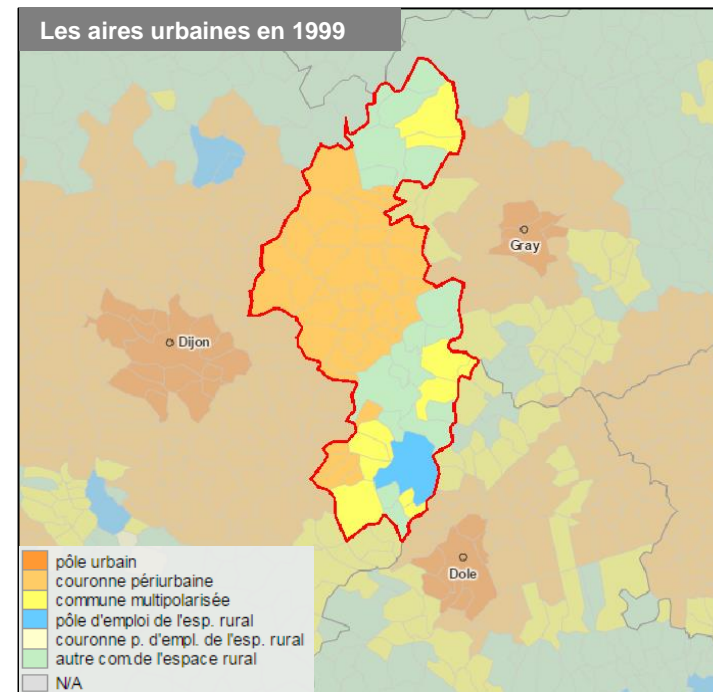 Les aires urbaines en 1999
Gray
Dijon
Dole
pôle urbain
couronne périurbaine
commune multipolarisée
pôle d'emploi de l'esp. rural
couronne p. d'empl. de l'esp. rural
autre com.de l'espace rural
N/A